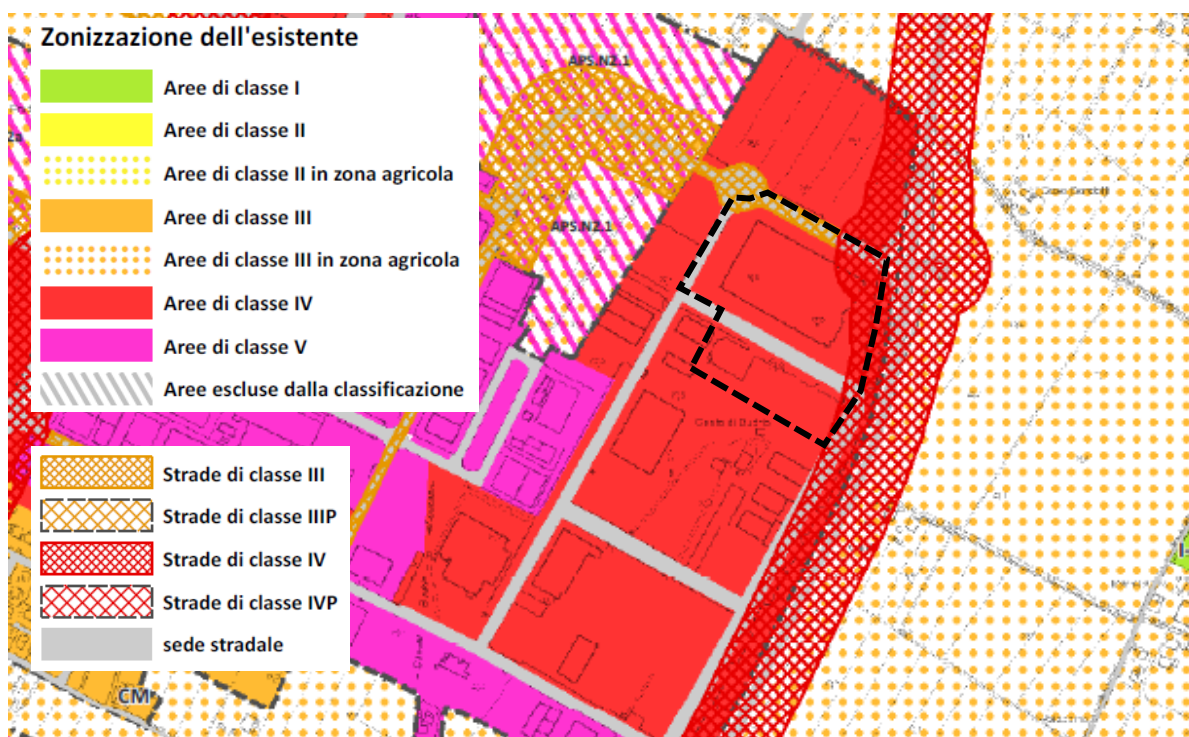 Zonizzazione dell'esistente
Aree di classe I
Aree di classe II
Aree di classe II in zona agricola
Aree di classe III
Aree di classe III in zona agricola
Aree di classe IV
Aree di classe V
Aree escluse dalla classificazione
Strade di classe III
Strade di classe IIIP
Strade di classe IV
Strade di classe IVP
sede stradale
APS.N2.1
APS.N2.1
CM